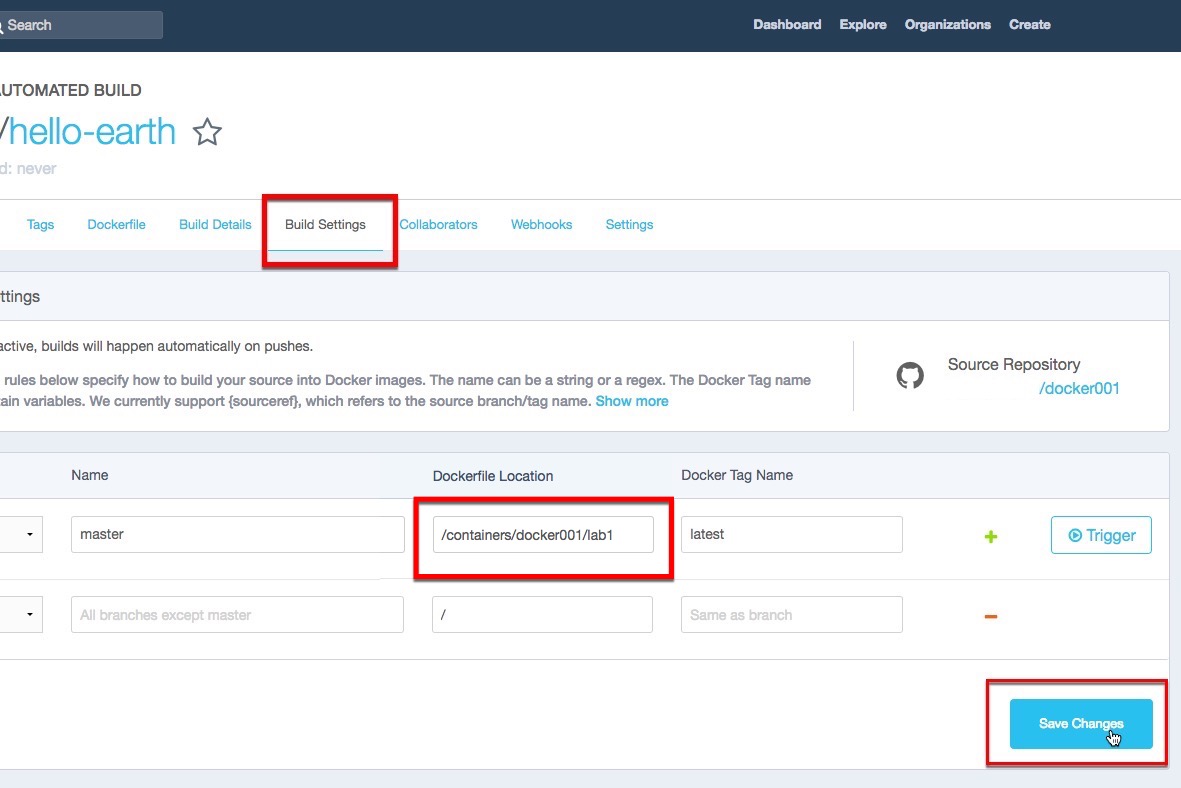 Search
Dashboard Explore Organizations Create
AUTOMATED BUILD
/hello-earth
d: never
Tags Dockerfile Build Details Build Settings Collaborators Webhooks Settings
ttings
active, builds will happen automatically on pushes.
rules below specify how to build your source into Docker images. The name can be a string or a regex. The Docker Tag name
tain variables. We currently support {sourceref}, which refers to the source branch/tag name. Show more
Source Repository
/docker001
Name Dockerfile Location Docker Tag Name
master /containers/docker001/lab1 latest Trigger
All branches except master / Same as branch
Save Changes